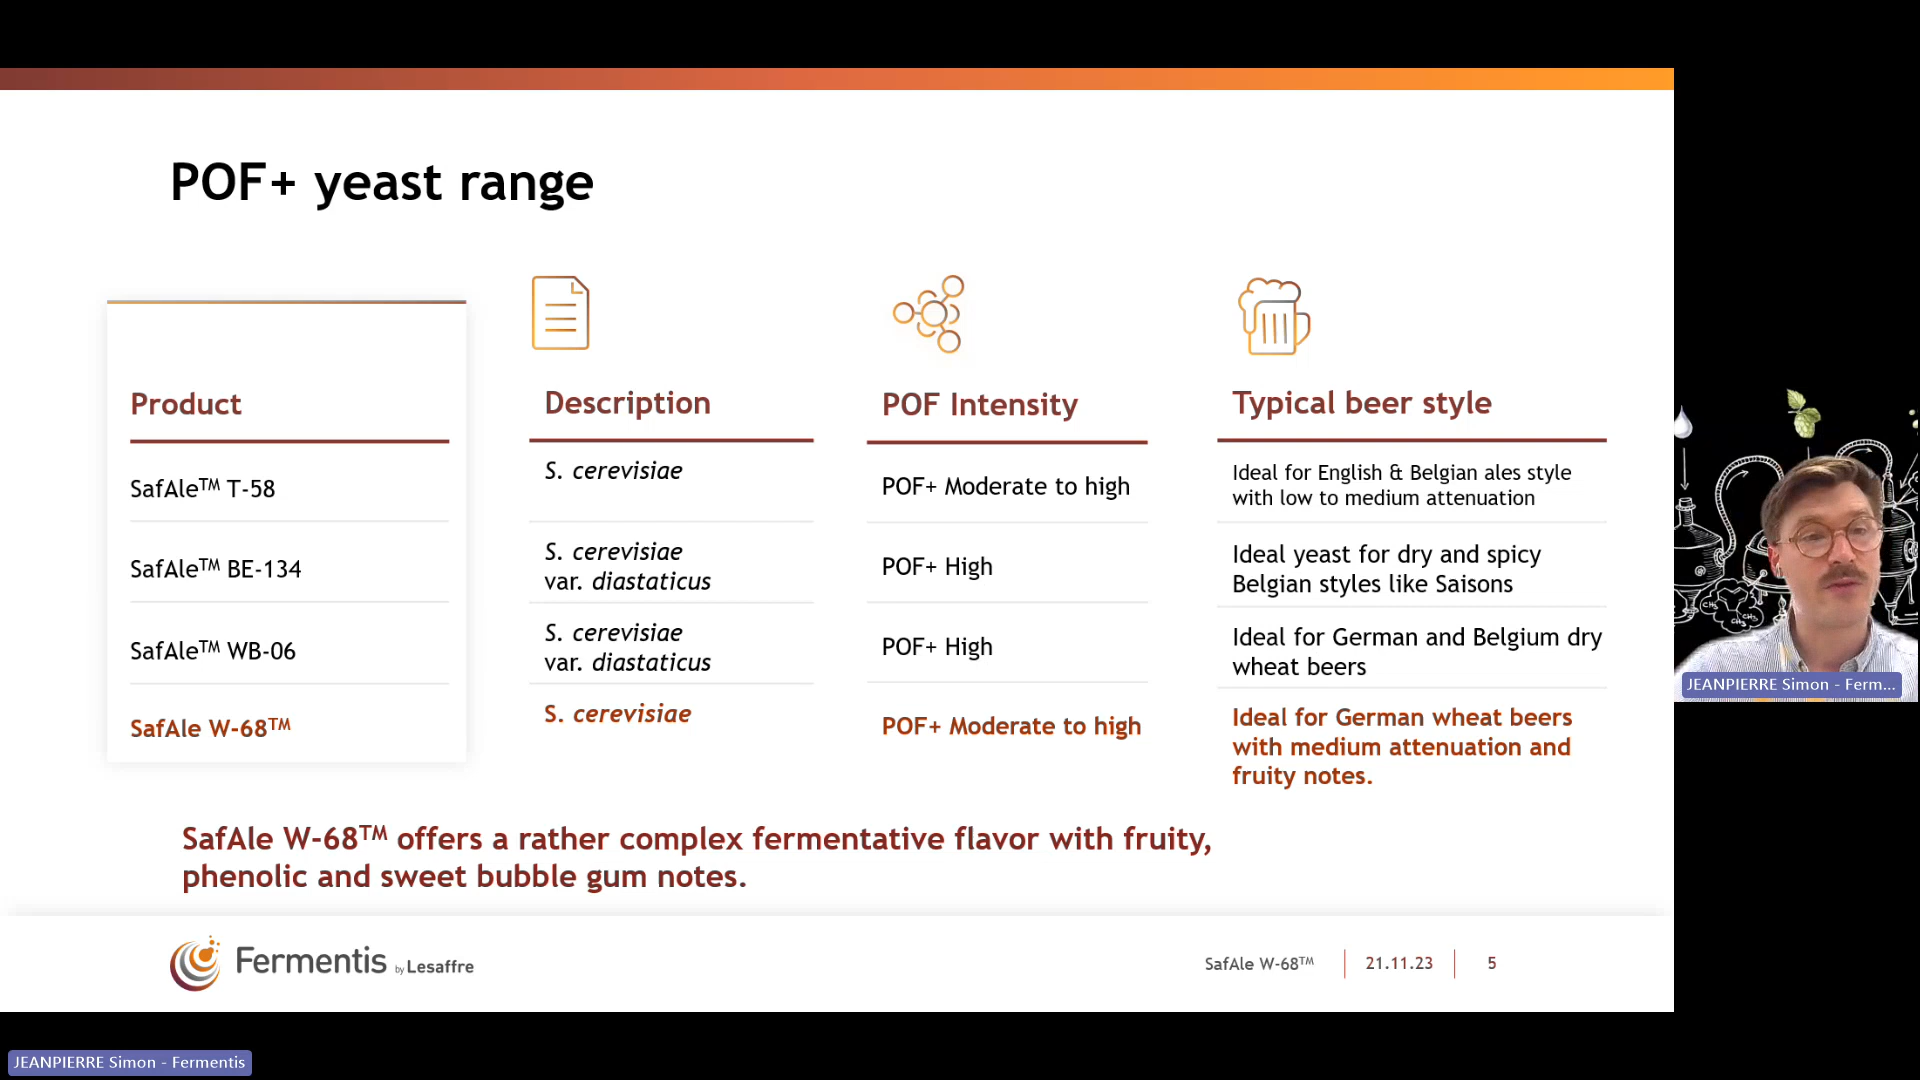 POF+ yeast range
Product
Description
POF Intensity
Typical beer style
SafAle™ T-58
S. cerevisiae
POF+ Moderate to high
Ideal for English & Belgian ales style
with low to medium attenuation
SafAle™ BE-134
S. cerevisiae
var. diastaticus
POF+ High
Ideal yeast for dry and spicy
Belgian styles like Saisons
SafAle™ WB-06
S. cerevisiae
var. diastaticus
POF+ High
Ideal for German and Belgium dry
wheat beers
SafAle W-68™
S. cerevisiae
POF+ Moderate to high
Ideal for German wheat beers
with medium attenuation and
fruity notes.
SafAle W-68™ offers a rather complex fermentative flavor with fruity,
phenolic and sweet bubble gum notes.
Fermentis by Lesaffre
SafAle W-68™
21.11.23
5
JEANPIERRE Simon - Ferm...
JEANPIERRE Simon - Fermentis